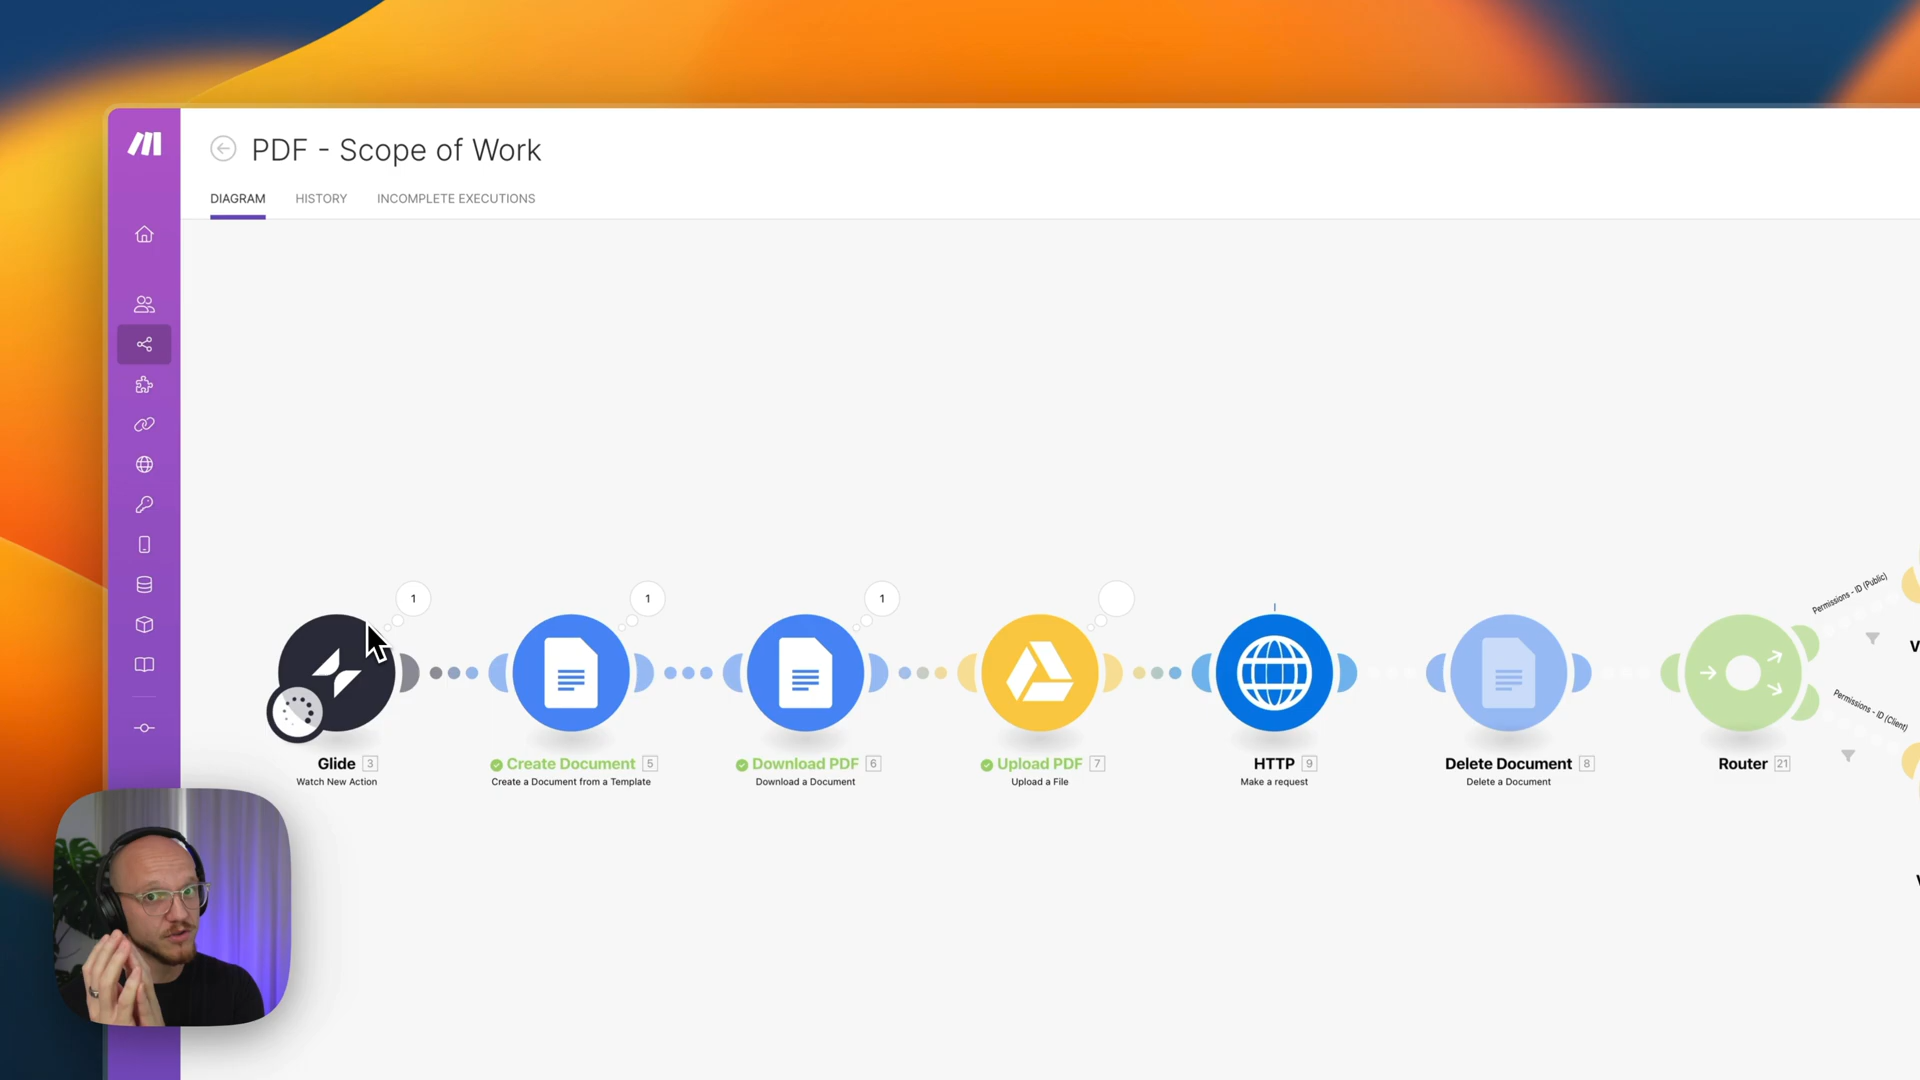 PDF - Scope of Work
DIAGRAM
HISTORY
INCOMPLETE EXECUTIONS
1
1
1
Permissions - ID (Public)
Permissions - ID (Client)
Glide 3
Watch New Action
Create Document 5
Create a Document from a Template
Download PDF 6
Download a Document
Upload PDF 7
Upload a File
HTTP 9
Make a request
Delete Document 8
Delete a Document
Router 21